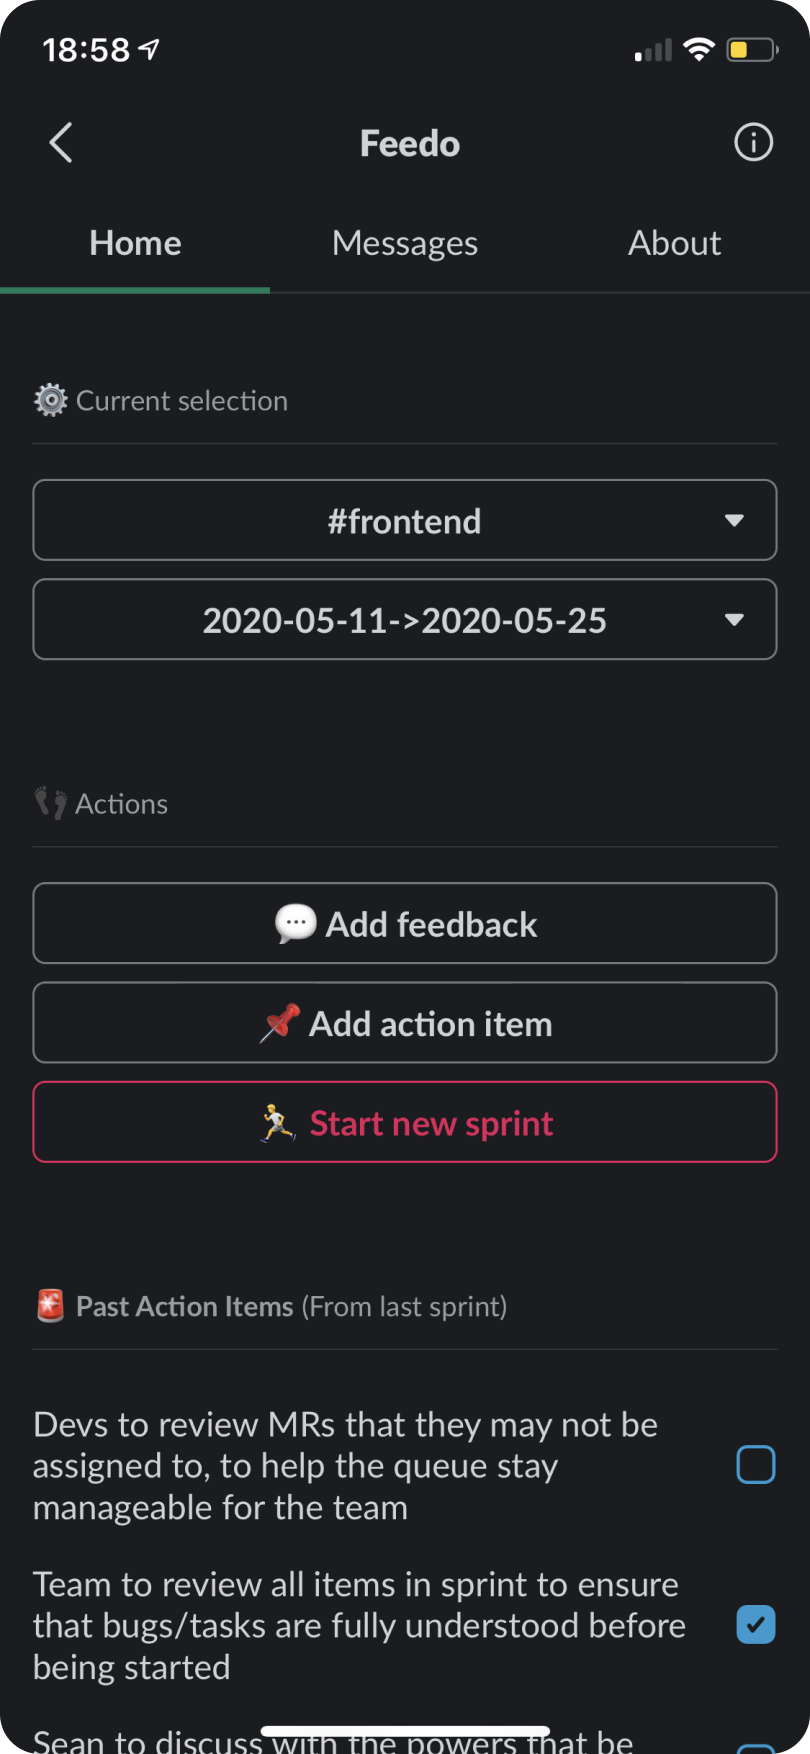 18:58
Feedo
Home Messages About
Current selection
#frontend
2020-05-11->2020-05-25
Actions
Add feedback
Add action item
Start new sprint
Past Action Items (From last sprint)
Devs to review MRs that they may not be
assigned to, to help the queue stay
manageable for the team
Team to review all items in sprint to ensure
that bugs/tasks are fully understood before
being started
Sean to discuss with the powers that be